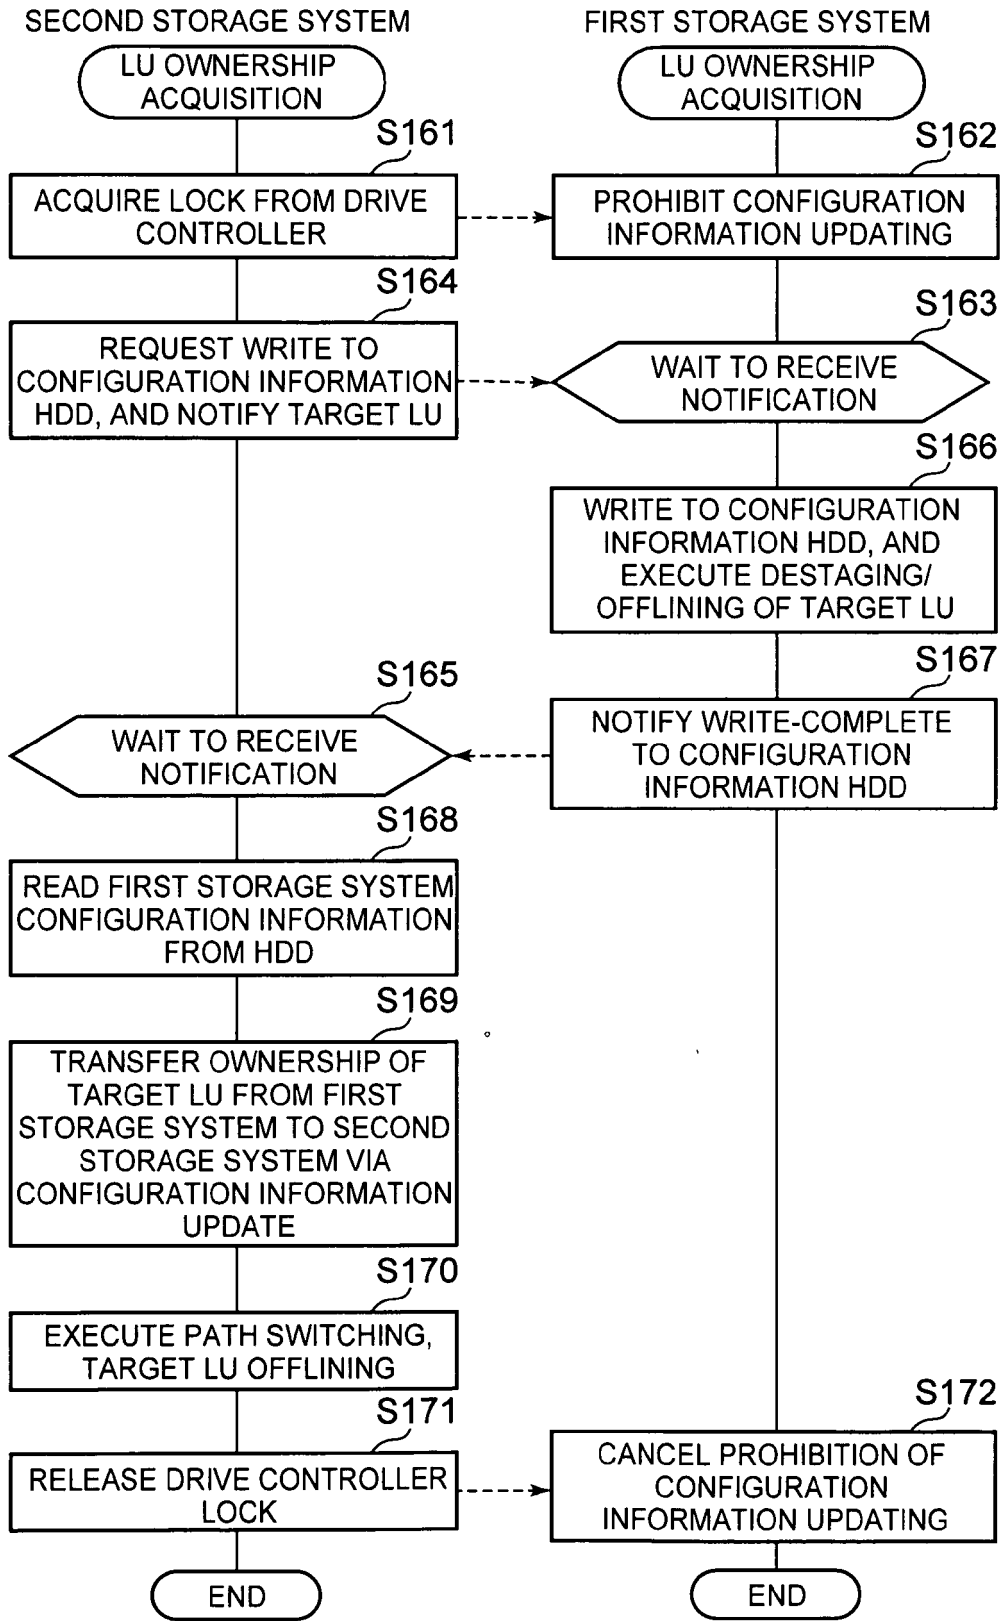 SECOND STORAGE SYSTEM
FIRST STORAGE SYSTEM
LU OWNERSHIP
ACQUISITION
LU OWNERSHIP
ACQUISITION
S161
ACQUIRE LOCK FROM DRIVE
CONTROLLER
S162
PROHIBIT CONFIGURATION
INFORMATION UPDATING
S164
REQUEST WRITE TO
CONFIGURATION INFORMATION
HDD, AND NOTIFY TARGET LU
S163
WAIT TO RECEIVE
NOTIFICATION
S166
WRITE TO CONFIGURATION
INFORMATION HDD, AND
EXECUTE DESTAGING/
OFFLINING OF TARGET LU
S165
WAIT TO RECEIVE
NOTIFICATION
S167
NOTIFY WRITE-COMPLETE
TO CONFIGURATION
INFORMATION HDD
S168
READ FIRST STORAGE SYSTEM
CONFIGURATION INFORMATION
FROM HDD
S169
TRANSFER OWNERSHIP OF
TARGET LU FROM FIRST
STORAGE SYSTEM TO SECOND
STORAGE SYSTEM VIA
CONFIGURATION INFORMATION
UPDATE
S170
EXECUTE PATH SWITCHING,
TARGET LU OFFLINING
S171
RELEASE DRIVE CONTROLLER
LOCK
S172
CANCEL PROHIBITION OF
CONFIGURATION
INFORMATION UPDATING
END
END